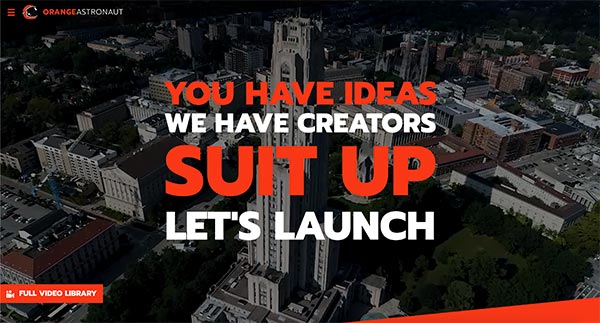 ORANGEASTRONAUT
YOU HAVE IDEAS
WE HAVE CREATORS
SUIT UP
LET'S LAUNCH
FULL VIDEO LIBRARY